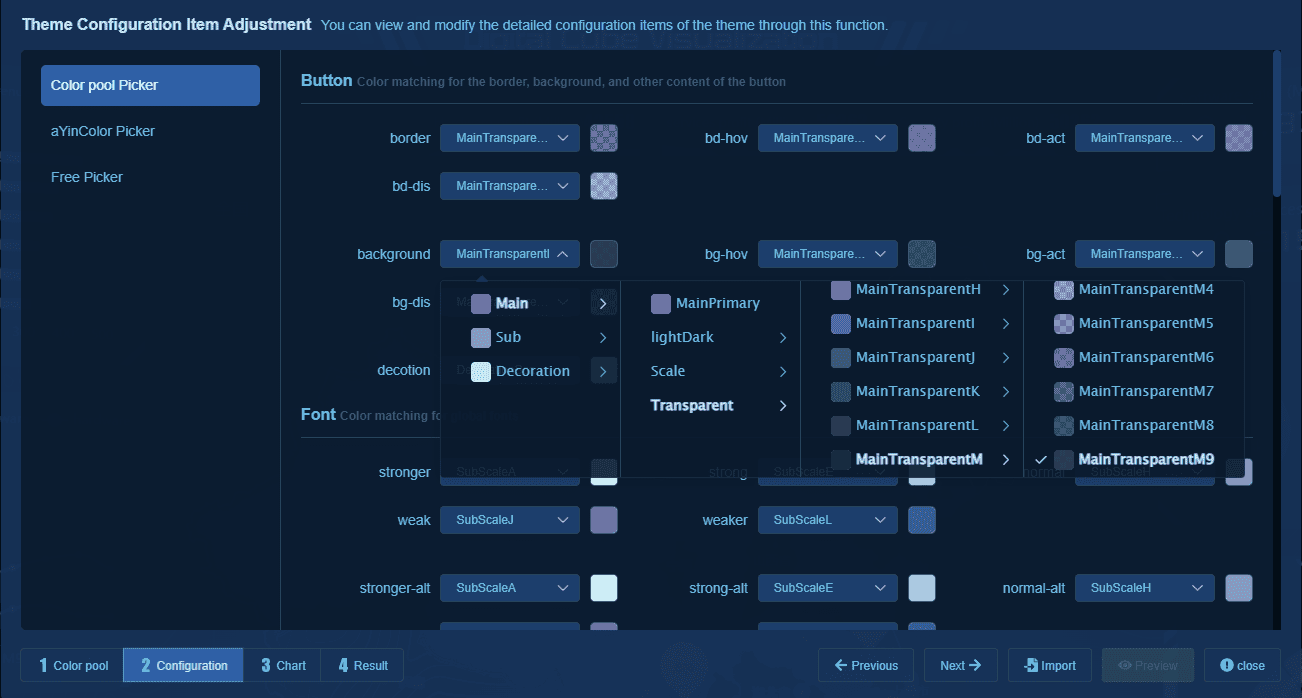 Theme Configuration Item Adjustment You can view and modify the detailed configuration items of the theme through this function.
Color pool Picker
aYinColor Picker
Free Picker
Button Color matching for the border, background, and other content of the button
border MainTranspare... bd-hov MainTranspare... bd-act MainTranspare...
bd-dis MainTranspare...
background MainTransparentI bg-hov MainTranspare... bg-act MainTranspare...
bg-dis
decotion
Main
Sub
Decoration
MainPrimary
lightDark
Scale
Transparent
MainTransparentH
MainTransparentI
MainTransparentJ
MainTransparentK
MainTransparentL
MainTransparentM
MainTransparentM4
MainTransparentM5
MainTransparentM6
MainTransparentM7
MainTransparentM8
MainTransparentM9
Font Color matching fo
stronger SubScaleA strong SubScaleE normal SubScaleH
weak SubScaleJ weaker SubScaleL
stronger-alt SubScaleA strong-alt SubScaleE normal-alt SubScaleH
1 Color pool 2 Configuration 3 Chart 4 Result Previous Next Import Preview close